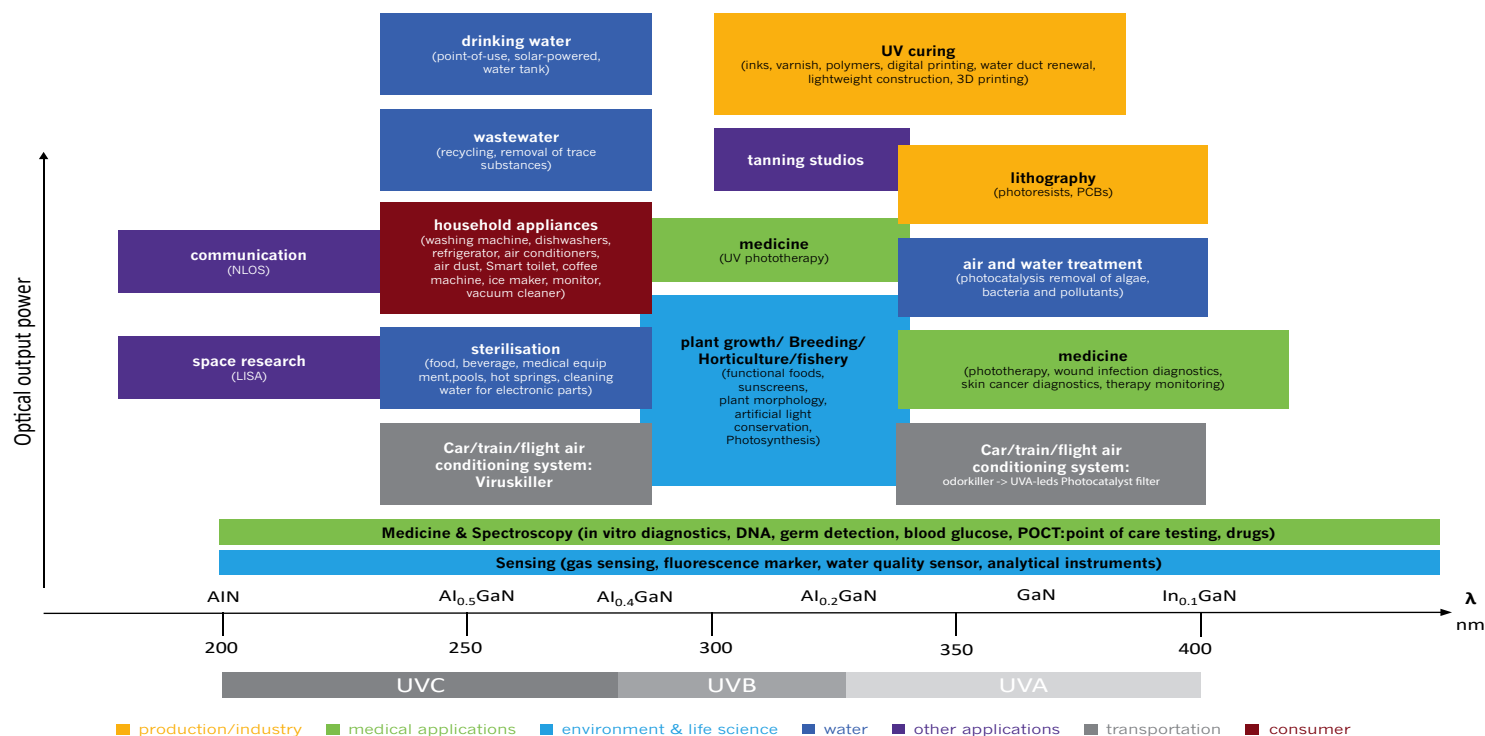 drinking water
(point-of-use, solar-powered,
water tank)
UV curing
(inks, varnish, polymers, digital printing, water duct renewal,
lightweight construction, 3D printing)
wastewater
(recycling, removal of trace
substances)
tanning studios
lithography
(photoresists, PCBs)
communication
(NLOS)
household appliances
(washing machine, dishwashers,
refrigerator, air conditioners,
air dust, Smart toilet, coffee
machine, ice maker, monitor,
vacuum cleaner)
medicine
(UV phototherapy)
air and water treatment
(photocatalysis removal of algae,
bacteria and pollutants)
space research
(LISA)
sterilisation
(food, beverage, medical equip
ment,pools, hot springs, cleaning
water for electronic parts)
plant growth/ Breeding/
Horticulture/fishery
(functional foods,
sunscreens,
plant morphology,
artificial light
conservation,
Photosynthesis)
medicine
(phototherapy, wound infection diagnostics,
skin cancer diagnostics, therapy monitoring)
Car/train/flight air
conditioning system:
Viruskiller
Car/train/flight air
conditioning system:
odorkiller -> UVA-leds Photocatalyst filter
Optical output power
Medicine & Spectroscopy (in vitro diagnostics, DNA, germ detection, blood glucose, POCT:point of care testing, drugs)
Sensing (gas sensing, fluorescence marker, water quality sensor, analytical instruments)
AlN Al0.5GaN Al0.4GaN Al0.2GaN GaN In0.1GaN λ
nm
200 250 300 350 400
UVC UVB UVA
production/industry medical applications environment & life science water other applications transportation consumer